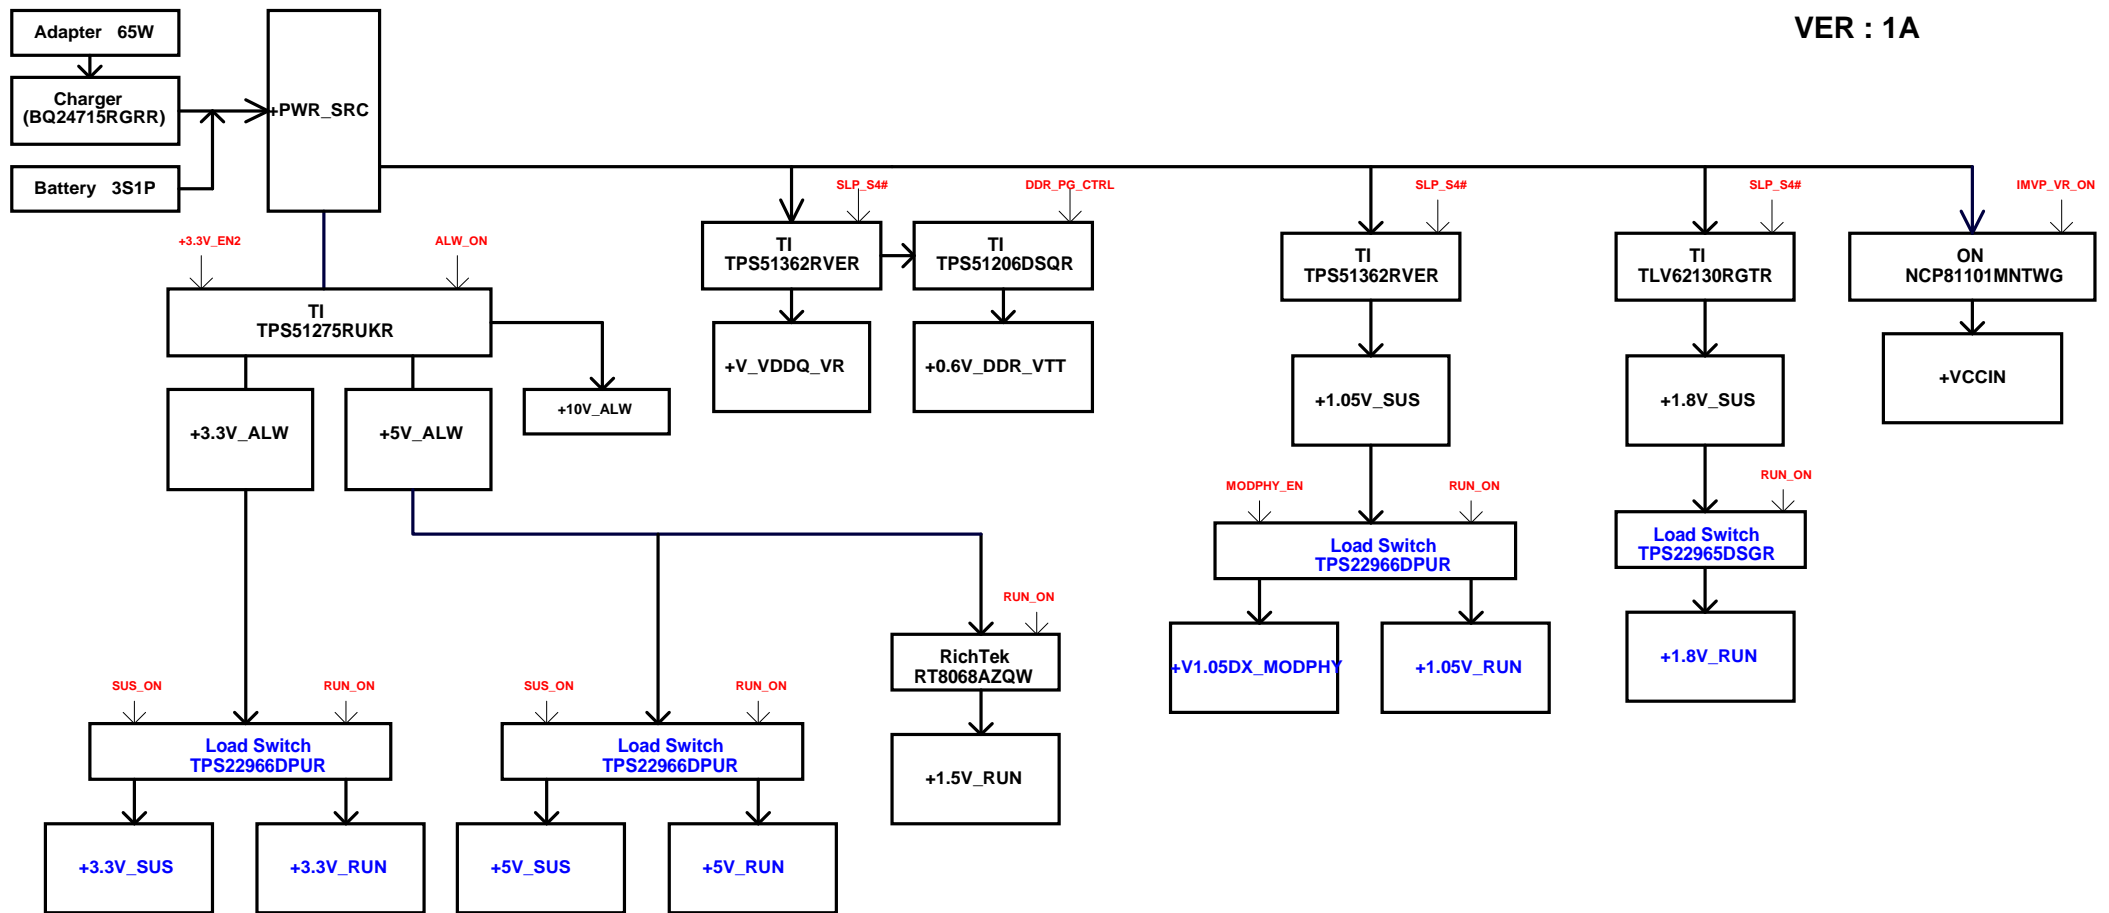 VER : 1A
Adapter 65W
Charger
(BQ24715RGRR)
+PWR_SRC
Battery 3S1P
SLP_S4#
DDR_PG_CTRL
SLP_S4#
SLP_S4#
IMVP_VR_ON
+3.3V_EN2
ALW_ON
TI
TPS51362RVER
TI
TPS51206DSQR
TI
TPS51362RVER
TI
TLV62130RGTR
ON
NCP81101MNTWG
TI
TPS51275RUKR
+V_VDDQ_VR
+0.6V_DDR_VTT
+1.05V_SUS
+1.8V_SUS
+VCCIN
+3.3V_ALW
+5V_ALW
+10V_ALW
MODPHY_EN
RUN_ON
RUN_ON
Load Switch
TPS22966DPUR
Load Switch
TPS22965DSGR
RUN_ON
RichTek
RT8068AZQW
+V1.05DX_MODPHY
+1.05V_RUN
+1.8V_RUN
SUS_ON
RUN_ON
SUS_ON
RUN_ON
Load Switch
TPS22966DPUR
Load Switch
TPS22966DPUR
+1.5V_RUN
+3.3V_SUS
+3.3V_RUN
+5V_SUS
+5V_RUN